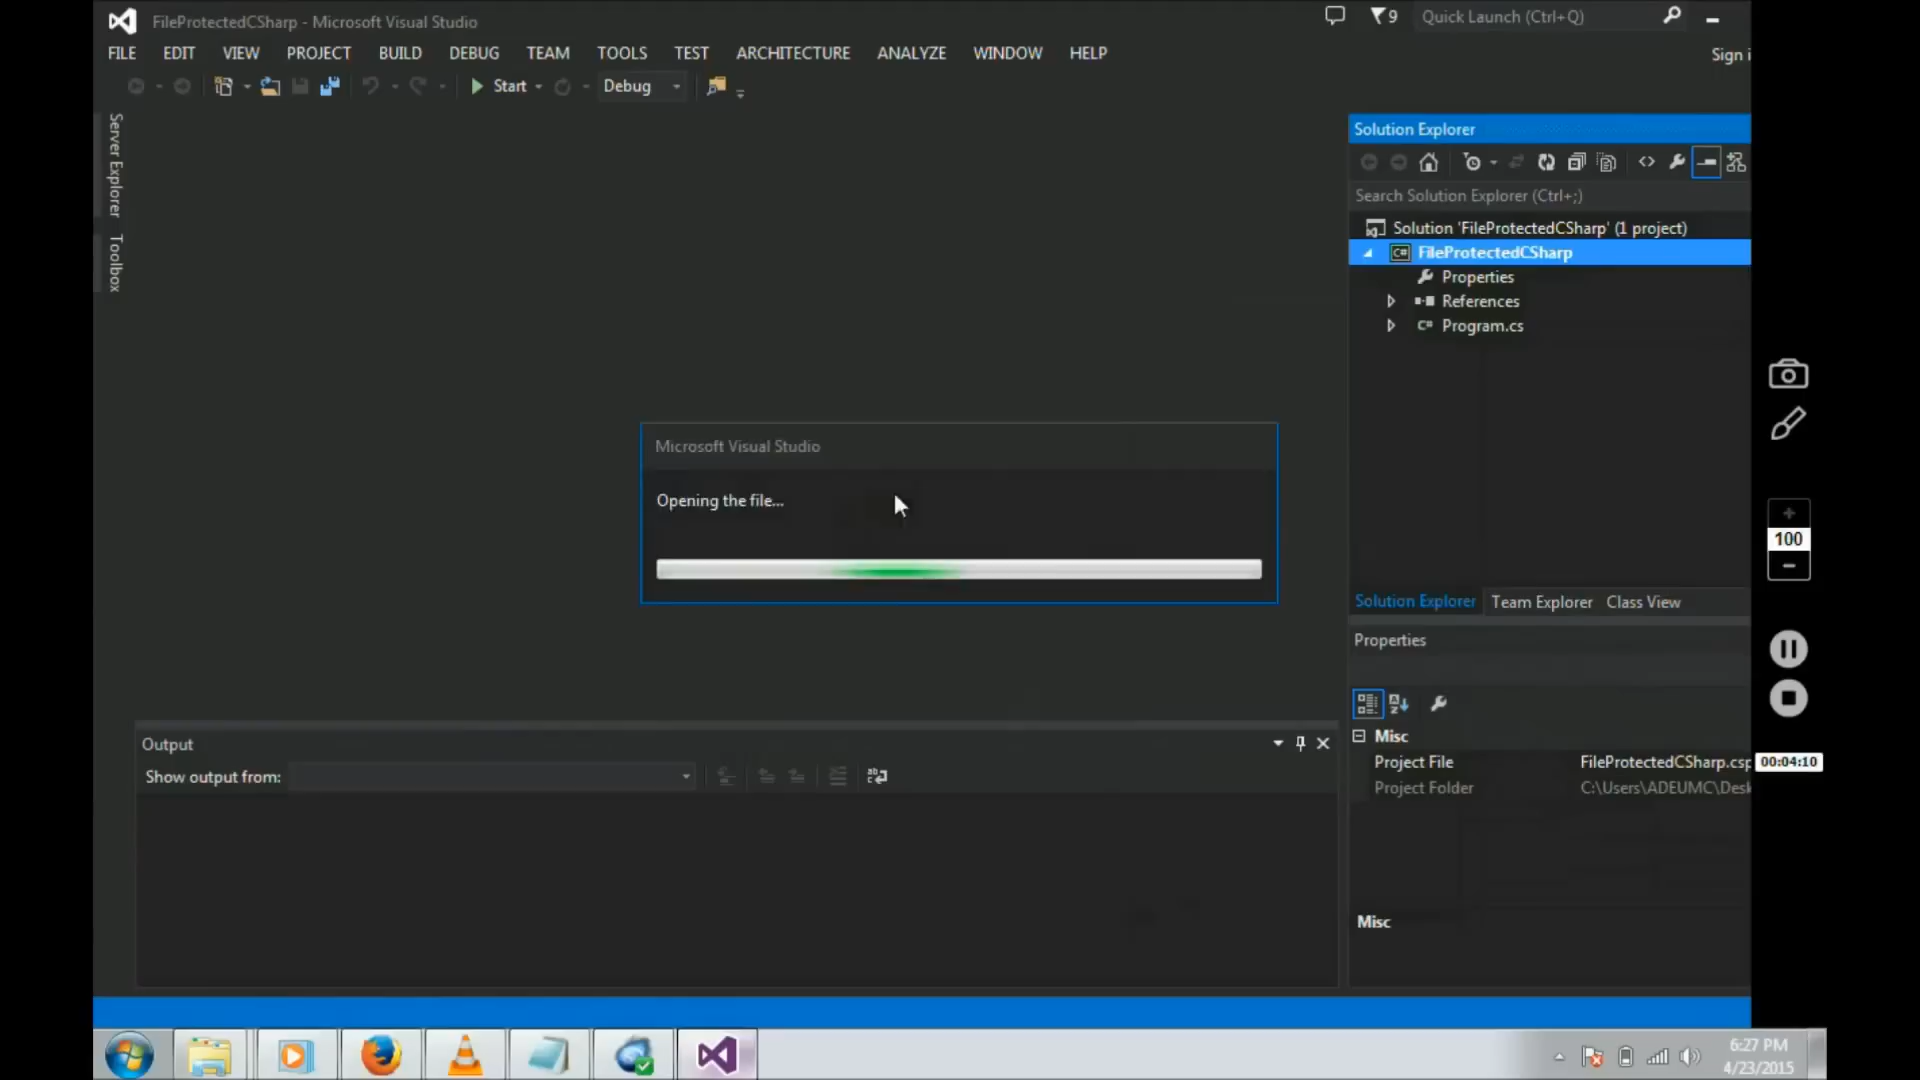 FileProtectedCSharp - Microsoft Visual Studio
9
Quick Launch (Ctrl+Q)
FILE EDIT VIEW PROJECT BUILD DEBUG TEAM TOOLS TEST ARCHITECTURE ANALYZE WINDOW HELP
Sign i
Start
Debug
Server Explorer
Toolbox
Solution Explorer
Search Solution Explorer (Ctrl+;)
Solution 'FileProtectedCSharp' (1 project)
FileProtectedCSharp
Properties
References
Program.cs
Microsoft Visual Studio
Opening the file...
100
Solution Explorer Team Explorer Class View
Properties
Misc
Project File FileProtectedCSharp.csp
Project Folder C:\Users\ADEUMC\Desk
Misc
00:04:10
Output
Show output from:
6:27 PM
4/23/2015